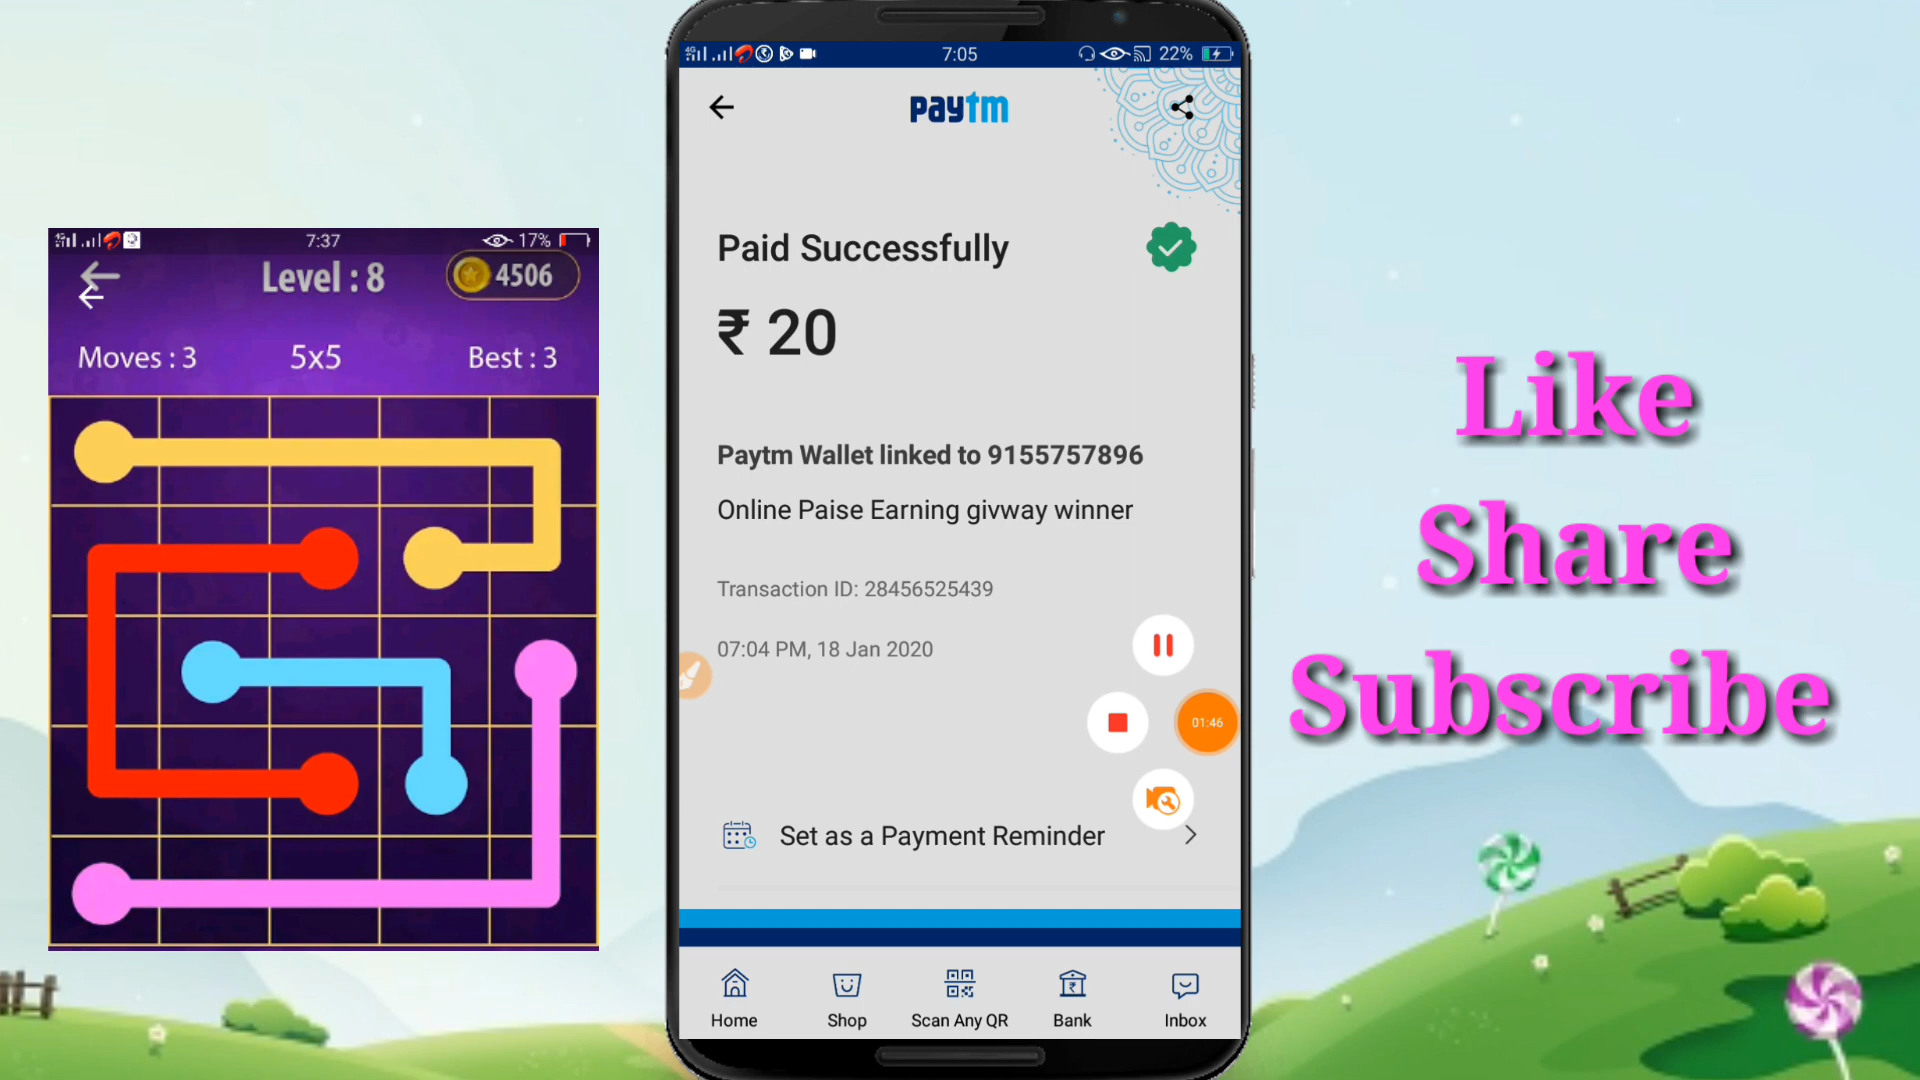 7:37
17%
Level : 8
4506
Moves : 3
5x5
Best : 3
4G
7:05
22%
paytm
Paid Successfully
₹ 20
Paytm Wallet linked to 9155757896
Online Paise Earning givway winner
Transaction ID: 28456525439
07:04 PM, 18 Jan 2020
01:46
Set as a Payment Reminder
Home
Shop
Scan Any QR
Bank
Inbox
Like
Share
Subscribe